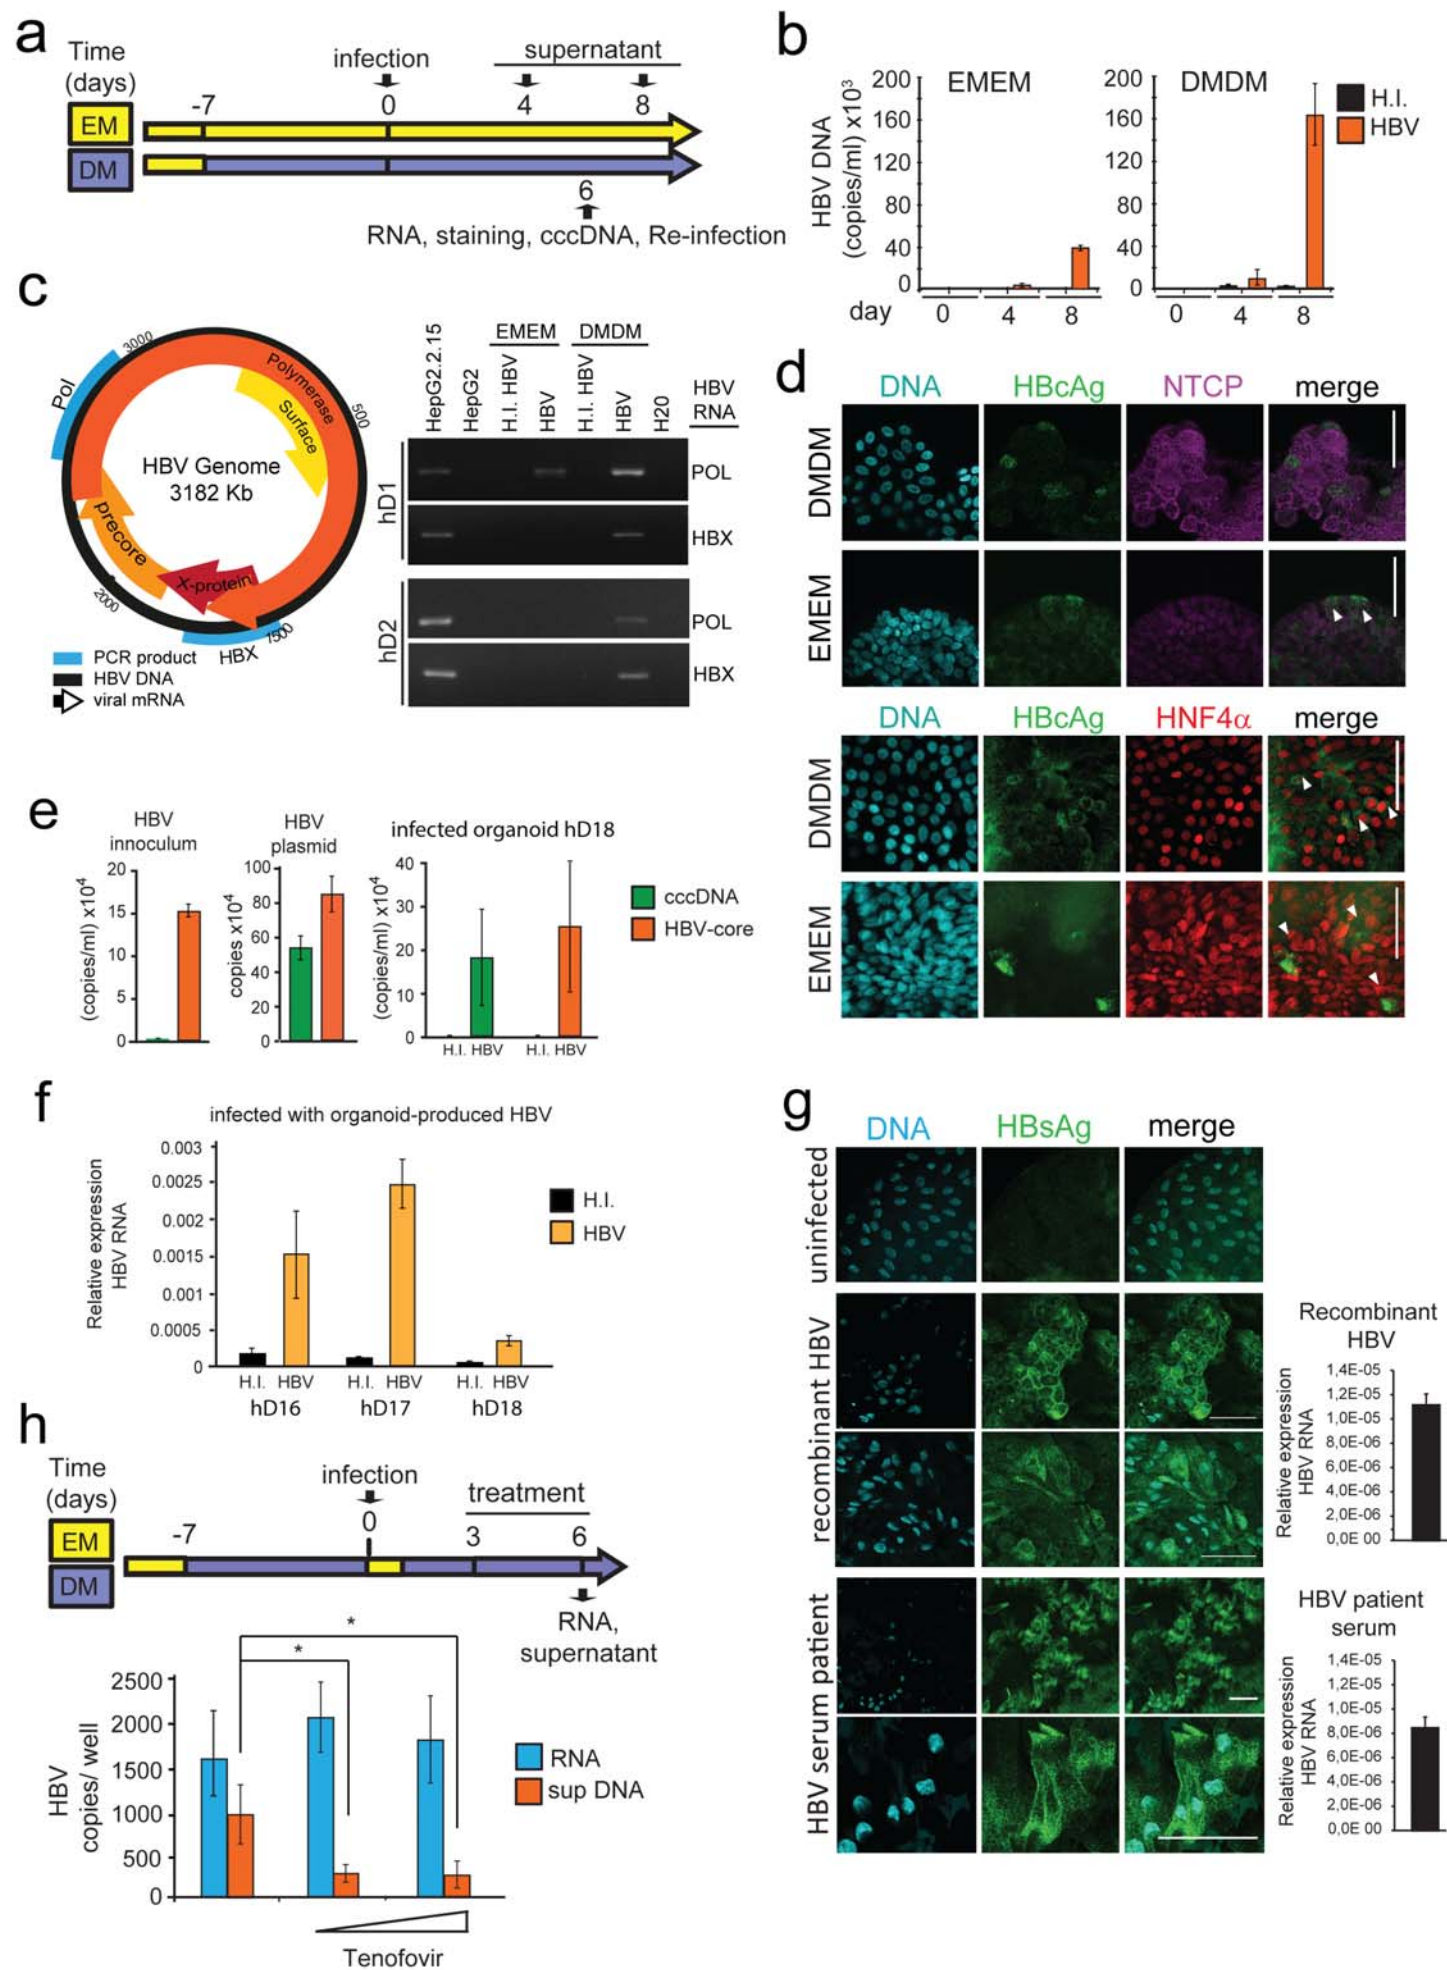 a
Time
(days)
infection
supernatant
-7
0
4
8
EM
DM
6
RNA, staining, cccDNA, Re-infection
b
HBV DNA
(copies/ml) x10³
200
160
120
80
40
0
EMEM
200
160
120
80
40
0
DMDM
H.I.
HBV
day
0
4
8
0
4
8
c
Pol
3000
Polymerase
Surface
500
HBV Genome
3182 Kb
precore
X-protein
2000
1500
HBX
PCR product
HBV DNA
viral mRNA
EMEM
DMDM
HepG2.2.15
HepG2
H.I. HBV
HBV
H.I. HBV
HBV
H20
HBV
RNA
hD1
POL
HBX
hD2
POL
HBX
d
DNA
HBcAg
NTCP
merge
DMDM
EMEM
DNA
HBcAg
HNF4α
merge
DMDM
EMEM
e
HBV
innoculum
(copies/ml) x10⁴
20
15
10
5
0
HBV
plasmid
copies x10⁴
100
80
60
40
20
0
infected organoid hD18
(copies/ml) x10⁴
40
30
20
10
0
H.I. HBV
H.I. HBV
cccDNA
HBV-core
f
infected with organoid-produced HBV
Relative expression
HBV RNA
0.003
0.0025
0.002
0.0015
0.001
0.0005
0
H.I. HBV
H.I. HBV
H.I. HBV
hD16
hD17
hD18
H.I.
HBV
g
DNA
HBsAg
merge
uninfected
recombinant HBV
HBV serum patient
Recombinant
HBV
Relative expression
HBV RNA
1,4E-05
1,2E-05
1,0E-05
8,0E-06
6,0E-06
4,0E-06
2,0E-06
0,0E 00
HBV patient
serum
Relative expression
HBV RNA
1,4E-05
1,2E-05
1,0E-05
8,0E-06
6,0E-06
4,0E-06
2,0E-06
0,0E 00
h
Time
(days)
infection
treatment
-7
0
3
6
EM
DM
RNA,
supernatant
*
*
HBV
copies/ well
2500
2000
1500
1000
500
0
RNA
sup DNA
Tenofovir